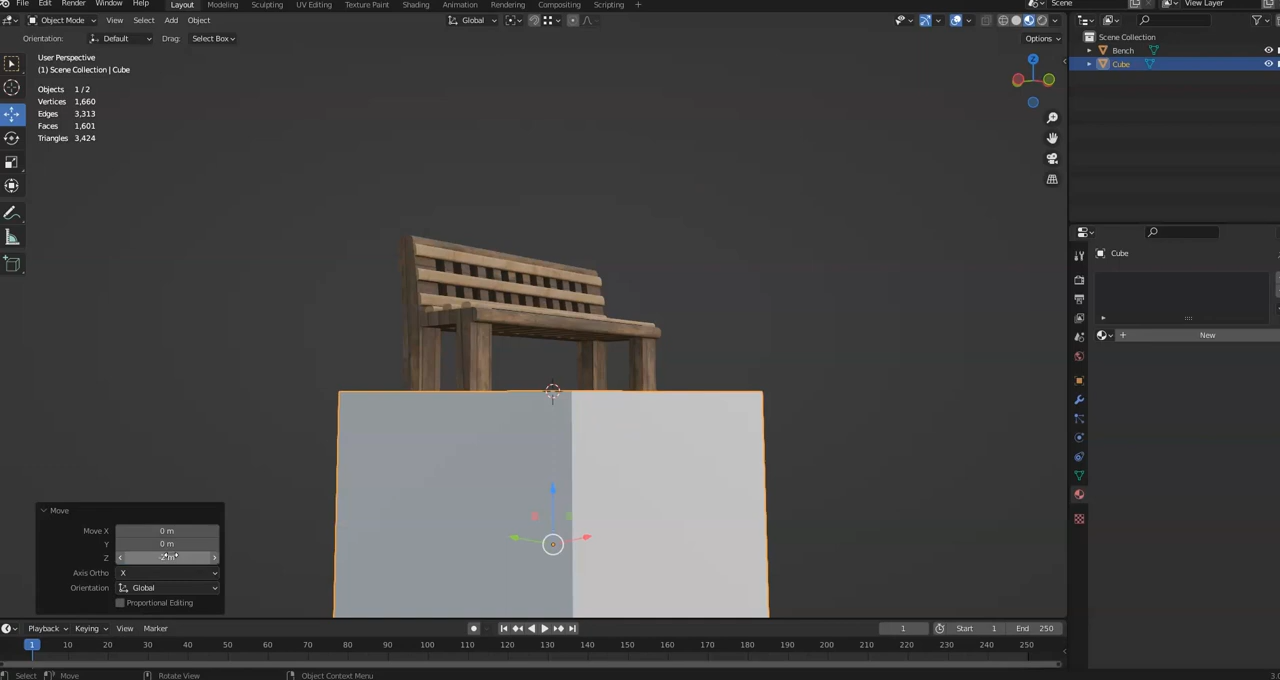 File Edit Render Window Help Layout Modeling Sculpting UV Editing Texture Paint Shading Animation Rendering Compositing Scripting + Scene View Layer
Object Mode View Select Add Object Global
Orientation: Default Drag: Select Box Options
User Perspective
(1) Scene Collection | Cube
Objects 1 / 2
Vertices 1,660
Edges 3,313
Faces 1,601
Triangles 3,424
Z
Scene Collection
Bench
Cube
Cube
+ New
Move
Move X 0 m
Y 0 m
Z
Axis Ortho X
Orientation Global
Proportional Editing
Playback Keying View Marker 1 Start 1 End 250
1 10 20 30 40 50 60 70 80 90 100 110 120 130 140 150 160 170 180 190 200 210 220 230 240 250
Select Move Rotate View Object Context Menu